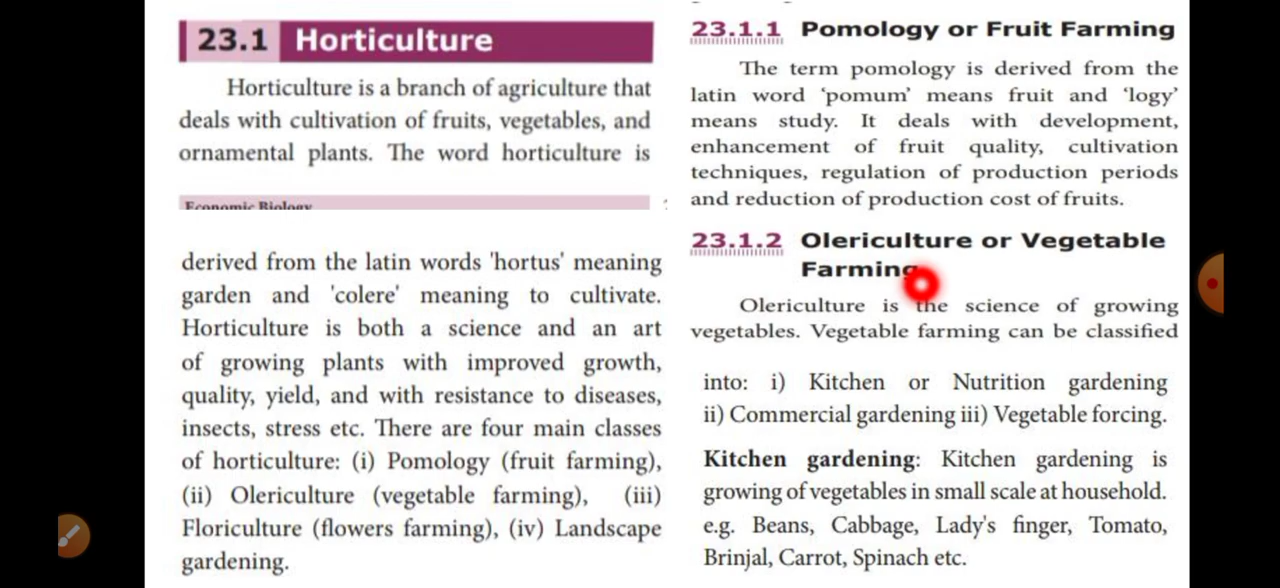 23.1 Horticulture
Horticulture is a branch of agriculture that
deals with cultivation of fruits, vegetables, and
ornamental plants. The word horticulture is
Economic Biology
derived from the latin words 'hortus' meaning
garden and 'colere' meaning to cultivate.
Horticulture is both a science and an art
of growing plants with improved growth,
quality, yield, and with resistance to diseases,
insects, stress etc. There are four main classes
of horticulture: (i) Pomology (fruit farming),
(ii) Olericulture (vegetable farming), (iii)
Floriculture (flowers farming), (iv) Landscape
gardening.
23.1.1 Pomology or Fruit Farming
The term pomology is derived from the
latin word ‘pomum’ means fruit and ‘logy’
means study. It deals with development,
enhancement of fruit quality, cultivation
techniques, regulation of production periods
and reduction of production cost of fruits.
23.1.2 Olericulture or Vegetable
Farming
Olericulture is the science of growing
vegetables. Vegetable farming can be classified
into: i) Kitchen or Nutrition gardening
ii) Commercial gardening iii) Vegetable forcing.
Kitchen gardening: Kitchen gardening is
growing of vegetables in small scale at household.
e.g. Beans, Cabbage, Lady's finger, Tomato,
Brinjal, Carrot, Spinach etc.